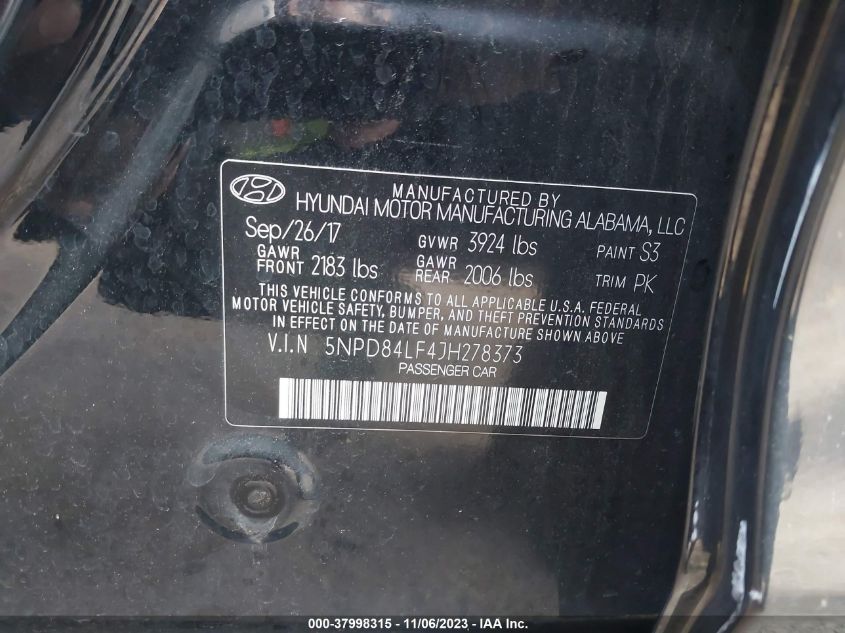 MANUFACTURED BY
HYUNDAI MOTOR MANUFACTURING ALABAMA, LLC
Sep/26/17 GVWR 3924 lbs PAINT S3
GAWR FRONT 2183 lbs GAWR REAR 2006 lbs TRIM PK
THIS VEHICLE CONFORMS TO ALL APPLICABLE U.S.A. FEDERAL
MOTOR VEHICLE SAFETY, BUMPER, AND THEFT PREVENTION STANDARDS
IN EFFECT ON THE DATE OF MANUFACTURE SHOWN ABOVE
V.I.N 5NPD84LF4JH278373
PASSENGER CAR
000-37998315 - 11/06/2023 - IAA Inc.